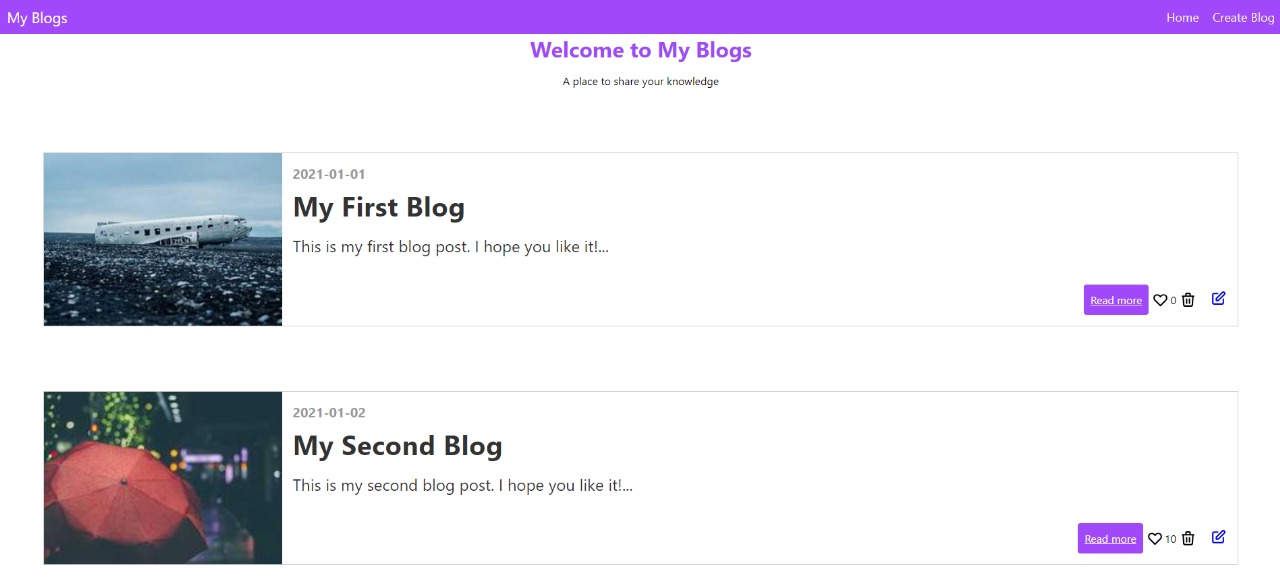 My Blogs
Home
Create Blog
Welcome to My Blogs
A place to share your knowledge
2021-01-01
My First Blog
This is my first blog post. I hope you like it!...
Read more
0
2021-01-02
My Second Blog
This is my second blog post. I hope you like it!...
Read more
10